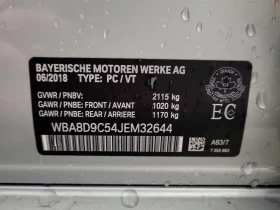 BAYERISCHE MOTOREN WERKE AG
06/2018 TYPE: PC / VT
GVWR / PNBV: 2115 kg
GAWR / PNBE: FRONT / AVANT 1020 kg
GAWR / PNBE: REAR / ARRIERE 1170 kg
WBA8D9C54JEM32644
EC
A83/7